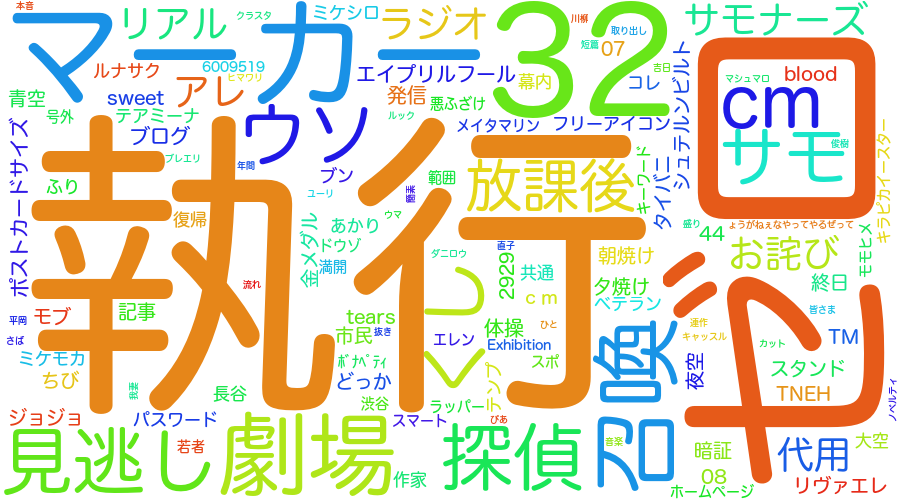 本音
クラスタ
ミケシロ
ラジオ
32
川柳
取り出し
サモナーズ
マーカー
リアル
短篇
07
ルナサク
6009519
ヒマワリ
エイプリルフール
幕内
コレ
吉日
マシュマロ
blood
青空
sweet
アレ
発信
悪ふざけ
cm
号外
テアミーナ
ルック
メイタマリン
フリーアイコン
サモ
俊樹
ブログ
ウソ
プレエリ
年間
ブン
範囲
放課後
キーワード
タイバニ
シュテルンビルト
キラピカイースター
ポストカードサイズ
ふり
執行
ユーリ
闇楽
回
復帰
金メダル
あかり
ウマ
盛り
ょうがねぇなやってやるぜって
ドウゾ
ダニロウ
直子
44
お詫び
モモヒメ
満開
ヒル
2929
共通
朝焼け
終日
流れ
夕焼け
平岡
モブ
記事
tears
cm
ベテラン
連作
皆さま
さば
市民
抜き
エレン
体操
ひと
キャッスル
TM
ミケモカ
ボナペティ
Exhibition
召喚
夜空
カット
ちび
我妻
どっか
スポ
テンプ
スタンド
長谷
渋谷
ラッパー
TNEH
ノベルティ
ジョジョ
パスワード
スマート
ぴあ
見逃し
若者
劇場
探偵
音楽
暗証
代用
大空
作家
08
ホームページ
リヴァエレ